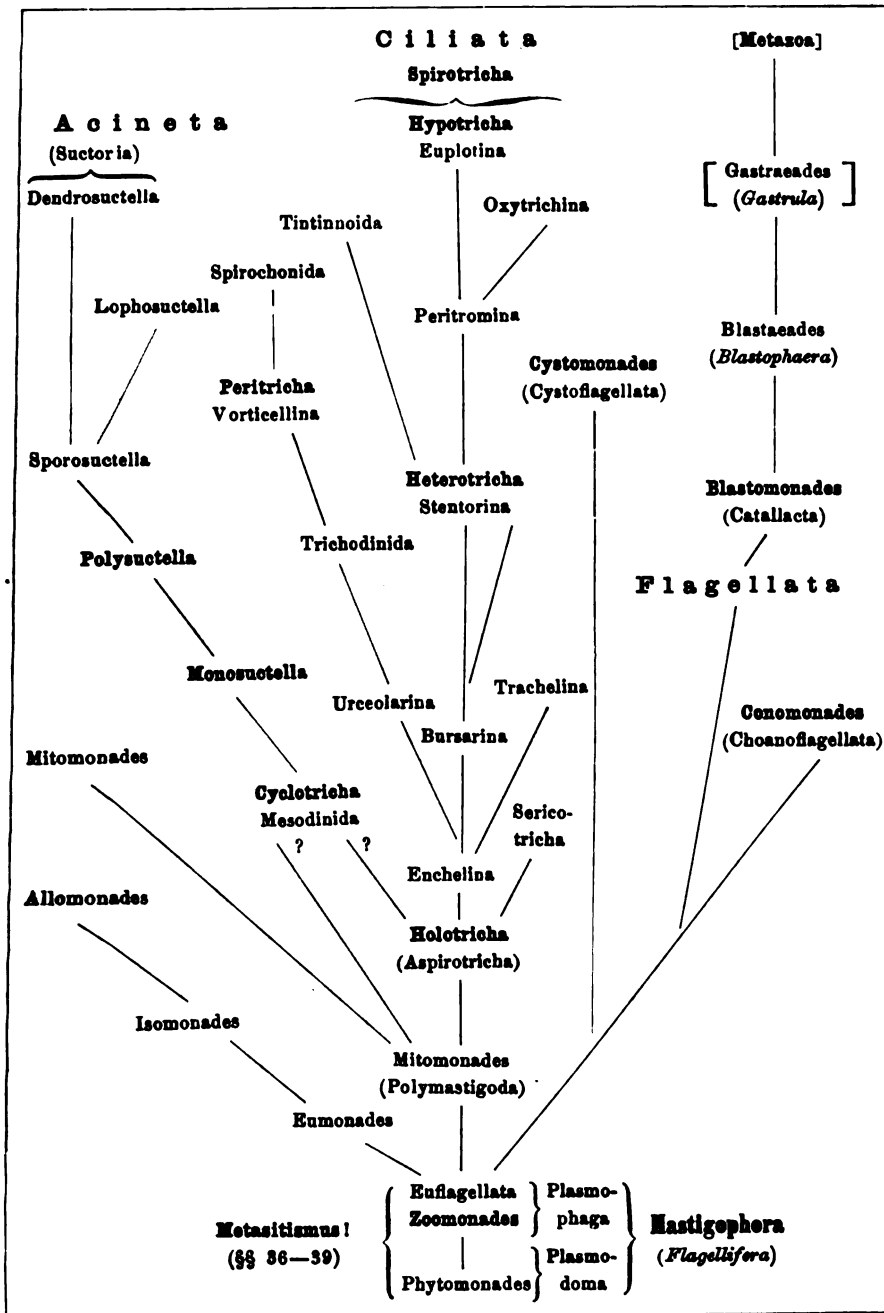 Ciliata
[Metazoa]
Spirotricha
Acineta
(Suctoria)
Hypotricha
Euplotina
Gastraeades
(Gastrula)
Dendrosuctella
Oxytrichina
Tintinnoida
Spirochonida
Lophosuctella
Peritromina
Blastaeades
(Blastophaera)
Cystomonades
(Cystoflagellata)
Peritricha
Vorticellina
Sporosuctella
Heterotricha
Stentorina
Blastomonades
(Catallacta)
Trichodinida
Polysuctella
Flagellata
Monosuctella
Trachelina
Urceolarina
Conomonades
(Choanoflagellata)
Bursarina
Mitomonades
Cyclotricha
Mesodinida
? ?
Serico-
tricha
Enchelina
Allomonades
Holotricha
(Aspirotricha)
Isomonades
Mitomonades
(Polymastigoda)
Eumonades
Euflagellata
Zoomonades
Plasmo-
phaga
Metasitismus!
(§§ 36—39)
Mastigophora
(Flagellifera)
Phytomonades
Plasmo-
doma